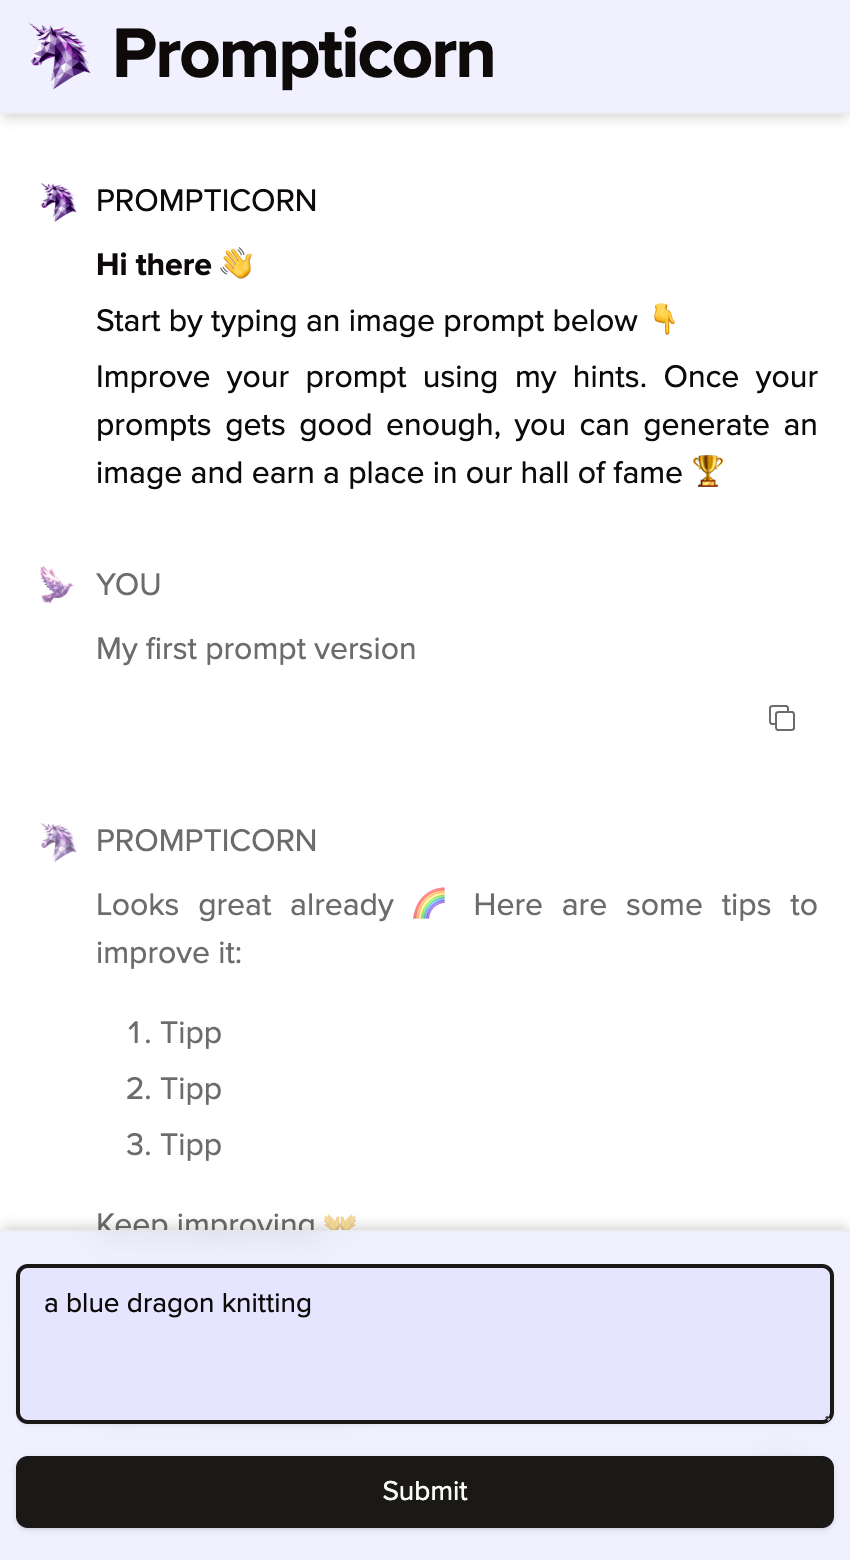 Prompticorn
PROMPTICORN
Hi there 👋
Start by typing an image prompt below 👇
Improve your prompt using my hints. Once your
prompts gets good enough, you can generate an
image and earn a place in our hall of fame 🏆
YOU
My first prompt version
PROMPTICORN
Looks great already 🌈 Here are some tips to
improve it:
1. Tipp
2. Tipp
3. Tipp
Keep improving 👐
a blue dragon knitting
Submit